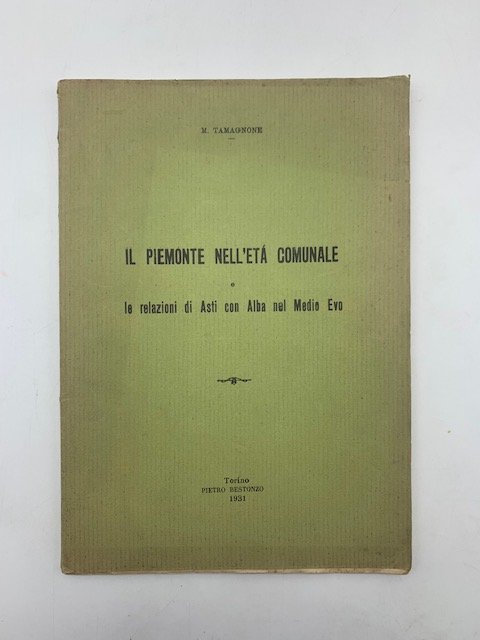 M. TAMAGNONE
IL PIEMONTE NELL'ETÁ COMUNALE
e
le relazioni di Asti con Alba nel Medio Evo
Torino
PIETRO BESTONZO
1931